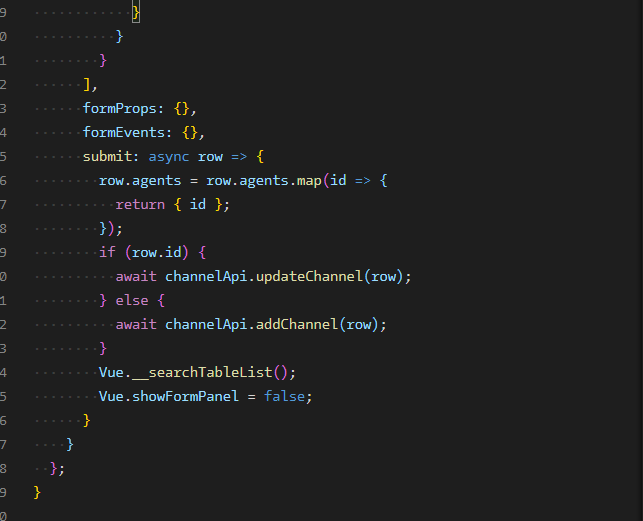 9 }
0 }
1 }
2 ],
3 formProps: {},
4 formEvents: {},
5 submit: async row => {
6 row.agents = row.agents.map(id => {
7 return { id };
8 });
9 if (row.id) {
0 await channelApi.updateChannel(row);
1 } else {
2 await channelApi.addChannel(row);
3 }
4 Vue.__searchTableList();
5 Vue.showFormPanel = false;
6 }
7 }
8 };
9 }
0